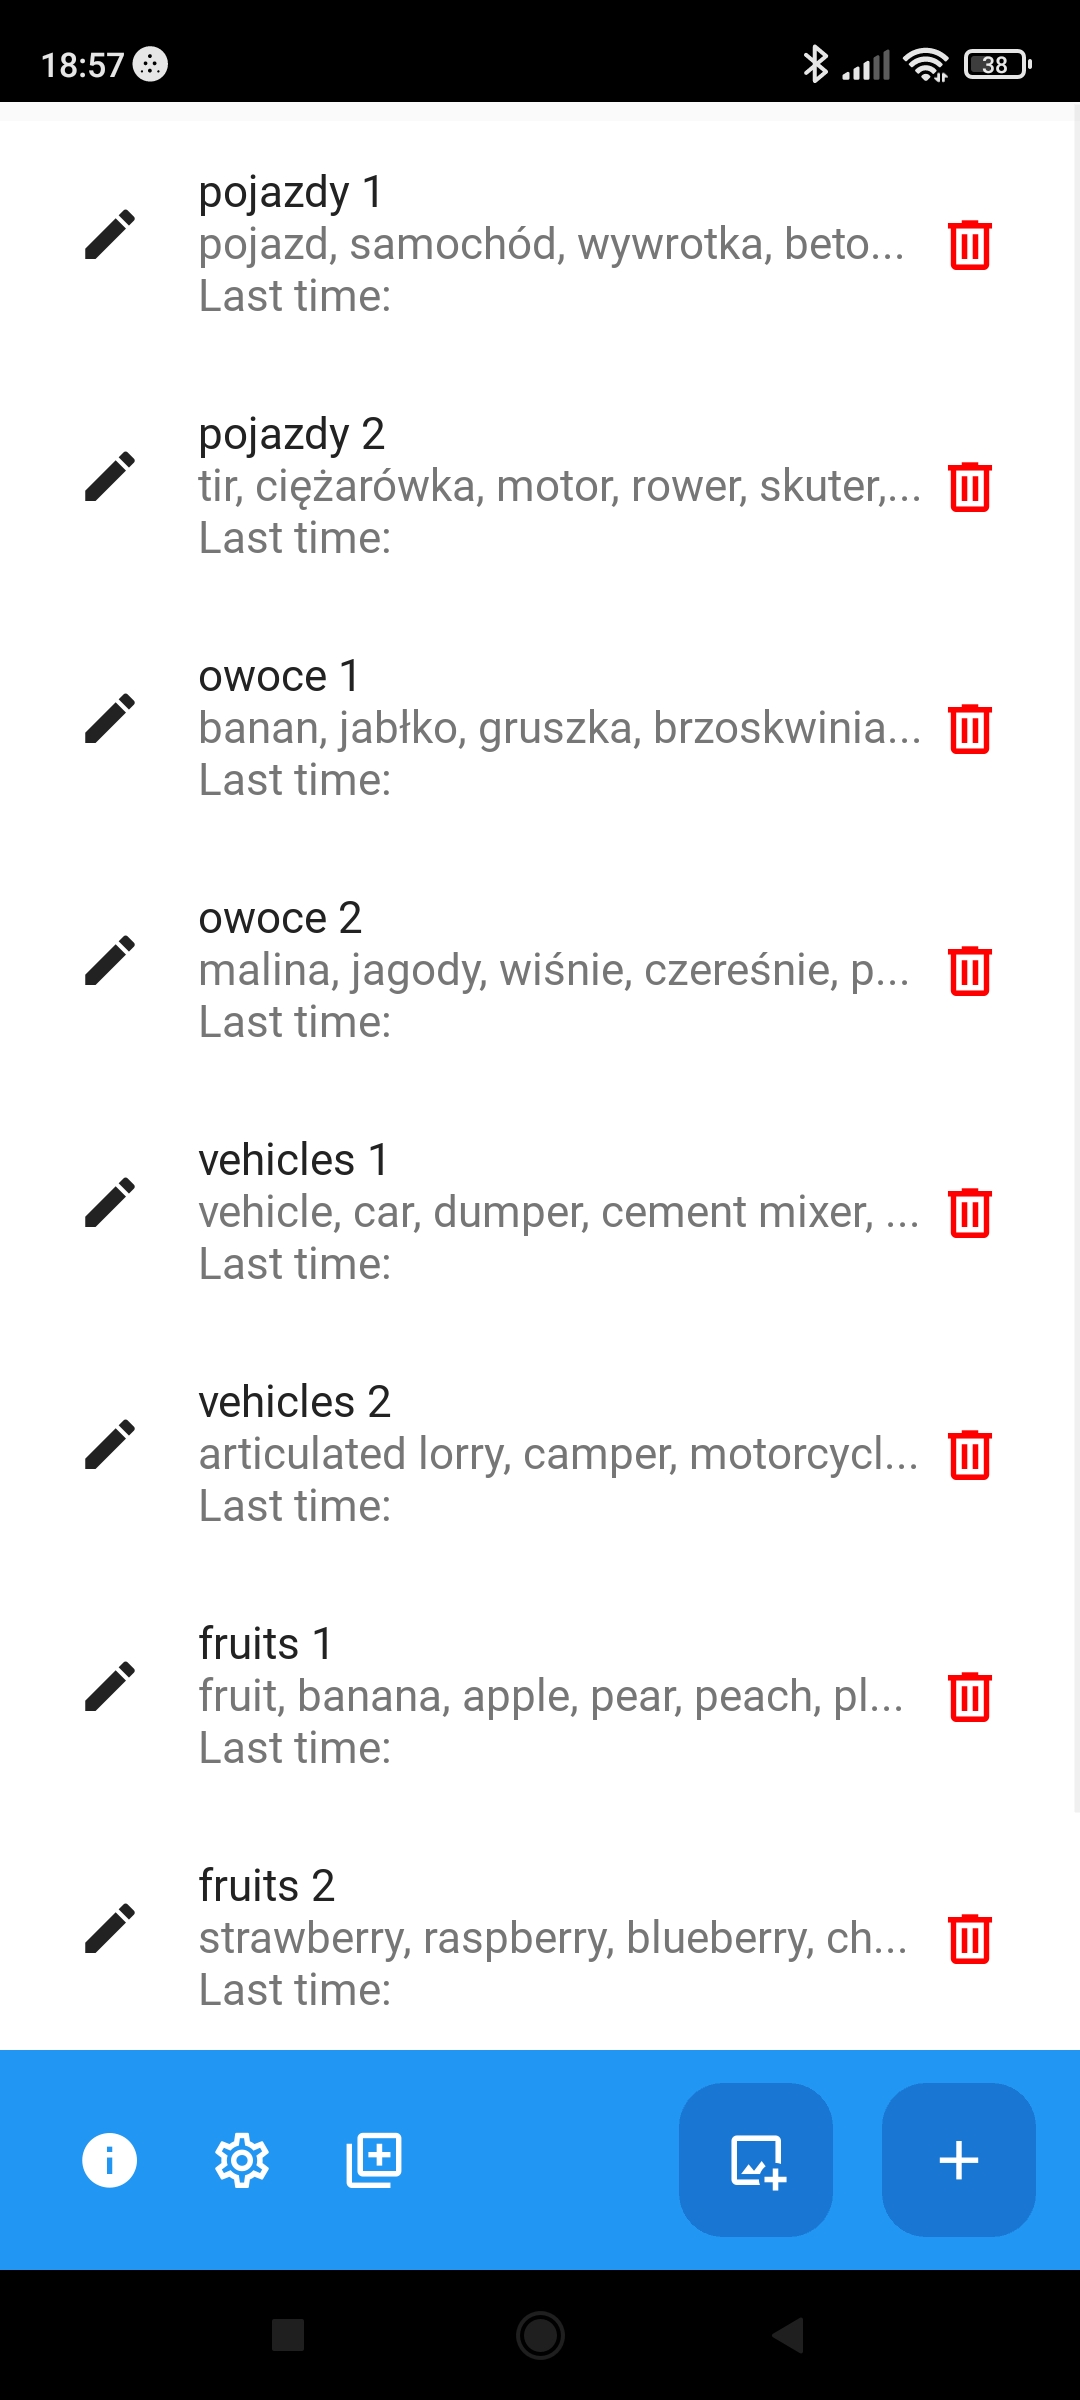 18:57
38
pojazdy 1
pojazd, samochód, wywrotka, beto...
Last time:
pojazdy 2
tir, ciężarówka, motor, rower, skuter,...
Last time:
owoce 1
banan, jabłko, gruszka, brzoskwinia...
Last time:
owoce 2
malina, jagody, wiśnie, czereśnie, p...
Last time:
vehicles 1
vehicle, car, dumper, cement mixer, ...
Last time:
vehicles 2
articulated lorry, camper, motorcycl...
Last time:
fruits 1
fruit, banana, apple, pear, peach, pl...
Last time:
fruits 2
strawberry, raspberry, blueberry, ch...
Last time: